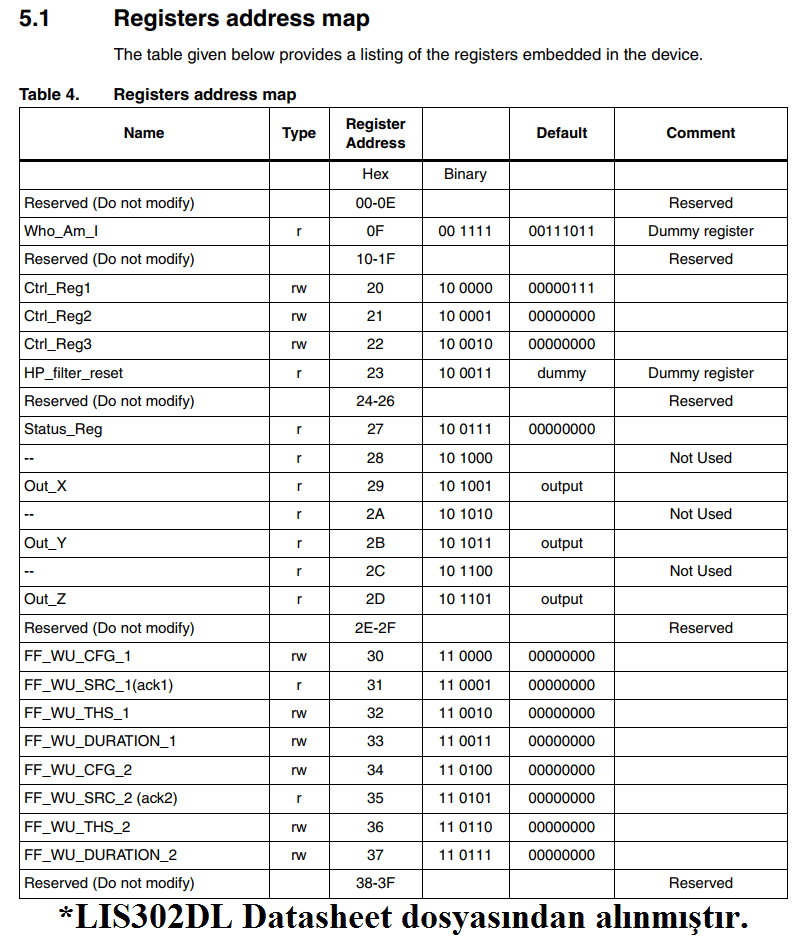 5.1 Registers address map
The table given below provides a listing of the registers embedded in the device.
Table 4. Registers address map
Name Type Register Address Default Comment
Hex Binary
Reserved (Do not modify) 00-0E Reserved
Who_Am_I r 0F 00 1111 00111011 Dummy register
Reserved (Do not modify) 10-1F Reserved
Ctrl_Reg1 rw 20 10 0000 00000111
Ctrl_Reg2 rw 21 10 0001 00000000
Ctrl_Reg3 rw 22 10 0010 00000000
HP_filter_reset r 23 10 0011 dummy Dummy register
Reserved (Do not modify) 24-26 Reserved
Status_Reg r 27 10 0111 00000000
-- r 28 10 1000 Not Used
Out_X r 29 10 1001 output
-- r 2A 10 1010 Not Used
Out_Y r 2B 10 1011 output
-- r 2C 10 1100 Not Used
Out_Z r 2D 10 1101 output
Reserved (Do not modify) 2E-2F Reserved
FF_WU_CFG_1 rw 30 11 0000 00000000
FF_WU_SRC_1(ack1) r 31 11 0001 00000000
FF_WU_THS_1 rw 32 11 0010 00000000
FF_WU_DURATION_1 rw 33 11 0011 00000000
FF_WU_CFG_2 rw 34 11 0100 00000000
FF_WU_SRC_2 (ack2) r 35 11 0101 00000000
FF_WU_THS_2 rw 36 11 0110 00000000
FF_WU_DURATION_2 rw 37 11 0111 00000000
Reserved (Do not modify) 38-3F Reserved
*LIS302DL Datasheet dosyasından alınmıştır.